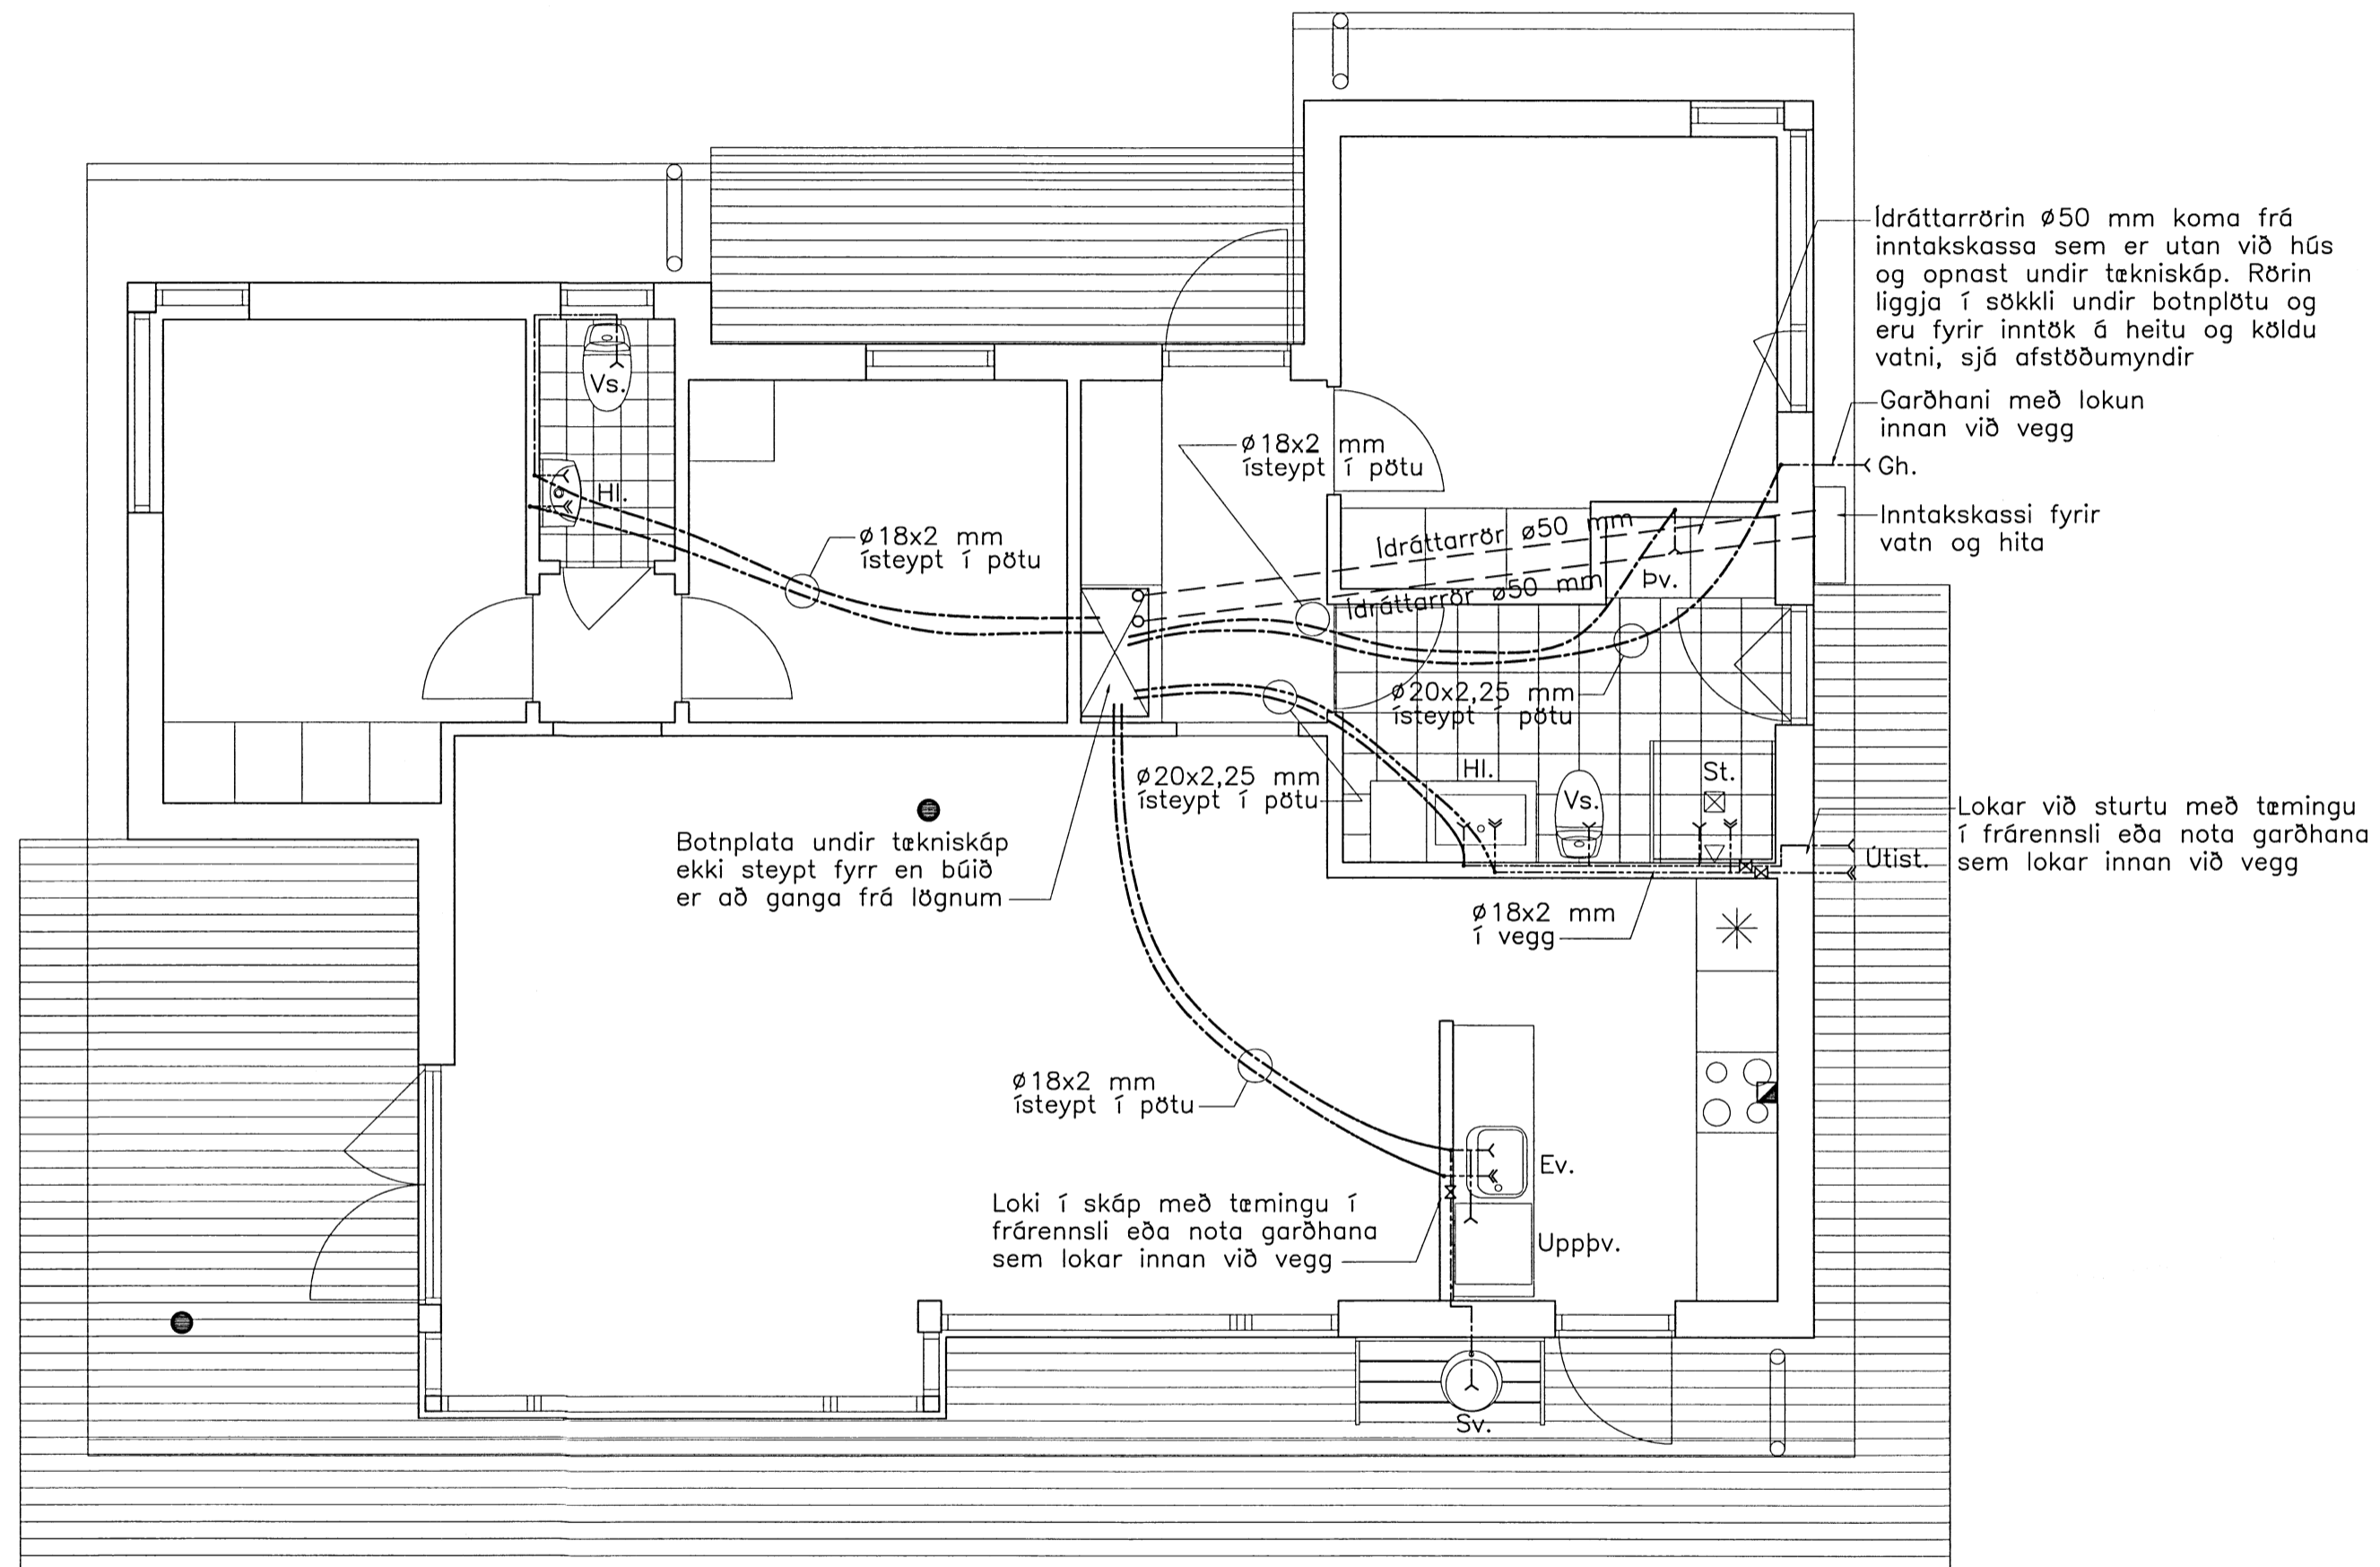 Ídráttarrörin ø50 mm koma frá
inntakskassa sem er utan við hús
og opnast undir tækniskáp. Rörin
liggja í sökkli undir botnplötu og
eru fyrir inntök á heitu og köldu
vatni, sjá afstöðumyndir
Garðhani með lokun
innan við vegg
Gh.
Inntakskassi fyrir
vatn og hita
Vs.
Hl.
ø18x2 mm
ísteypt í pötu
ø18x2 mm
ísteypt í pötu
Ídráttarrör ø50 mm
Ídráttarrör ø50 mm
Þv.
ø20x2,25 mm
ísteypt í pötu
ø20x2,25 mm
ísteypt í pötu
Hl.
Vs.
St.
Lokar við sturtu með tæmingu
í frárennsli eða nota garðhana
sem lokar innan við vegg
Útist.
Botnplata undir tækniskáp
ekki steypt fyrr en búið
er að ganga frá lögnum
ø18x2 mm
í vegg
ø18x2 mm
ísteypt í pötu
Ev.
Loki í skáp með tæmingu í
frárennsli eða nota garðhana
sem lokar innan við vegg
Uppþv.
Sv.